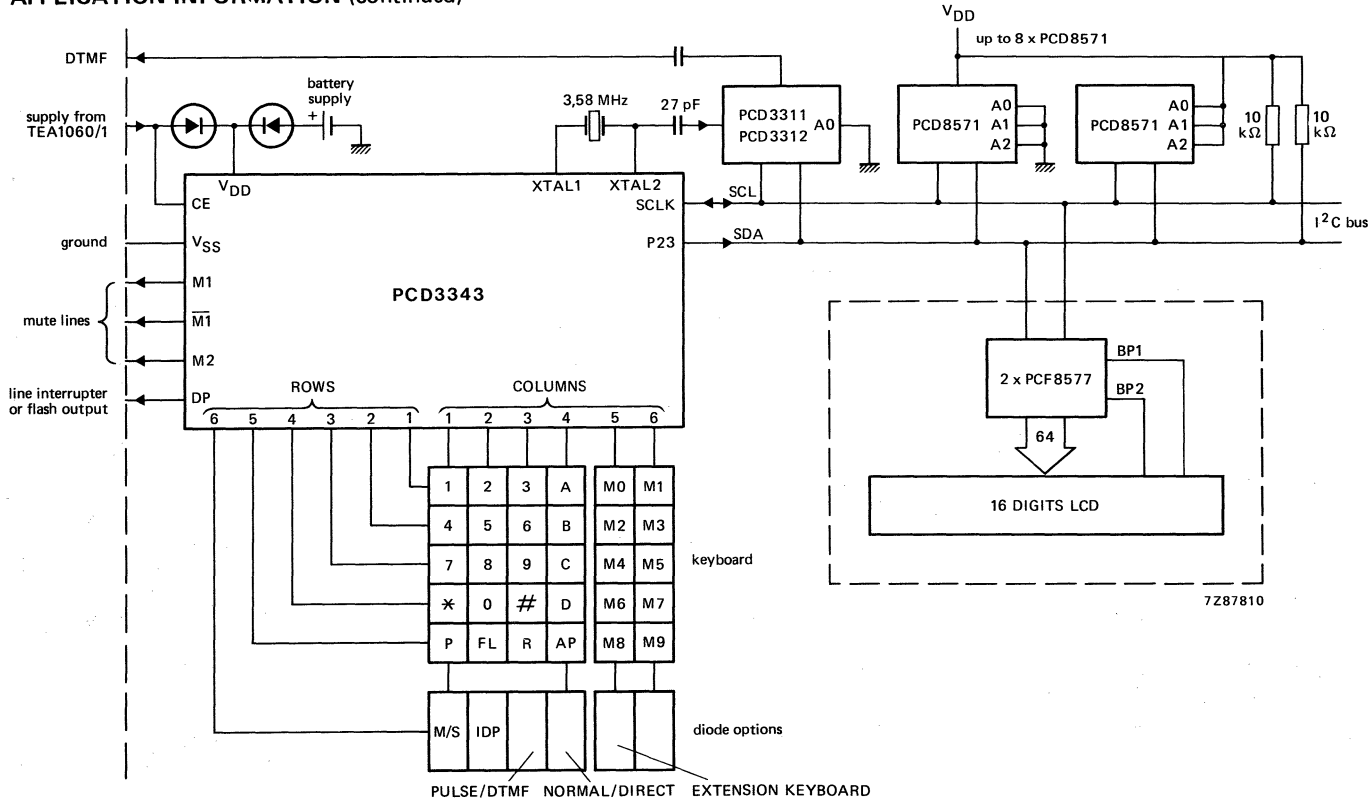 APPLICATION INFORMATION (continued)
VDD
up to 8 x PCD8571
DTMF
battery supply
+
3,58 MHz
27 pF
supply from TEA1060/1
PCD3311
PCD3312
A0
PCD8571
A0
A1
A2
PCD8571
A0
A1
A2
10 kΩ
10 kΩ
VDD
XTAL1
XTAL2
CE
SCLK
SCL
I²C bus
ground
VSS
P23
SDA
M1
PCD3343
mute lines
M1
M2
line interrupter or flash output
DP
ROWS
COLUMNS
6 5 4 3 2 1 1 2 3 4 5 6
2 x PCF8577
BP1
BP2
64
16 DIGITS LCD
1 2 3 A M0 M1
4 5 6 B M2 M3
7 8 9 C M4 M5
keyboard
* 0 # D M6 M7
P FL R AP M8 M9
7Z87810
M/S IDP
diode options
PULSE/DTMF NORMAL/DIRECT EXTENSION KEYBOARD